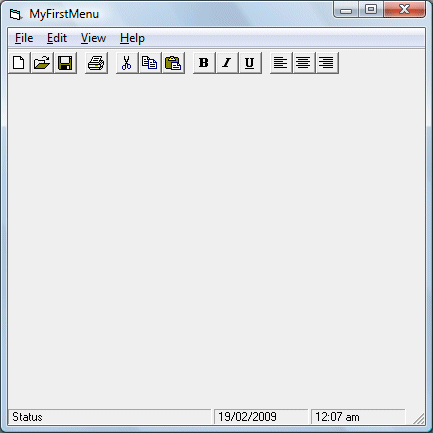 MyFirstMenu
File Edit View Help
B I U
Status 19/02/2009 12:07 am